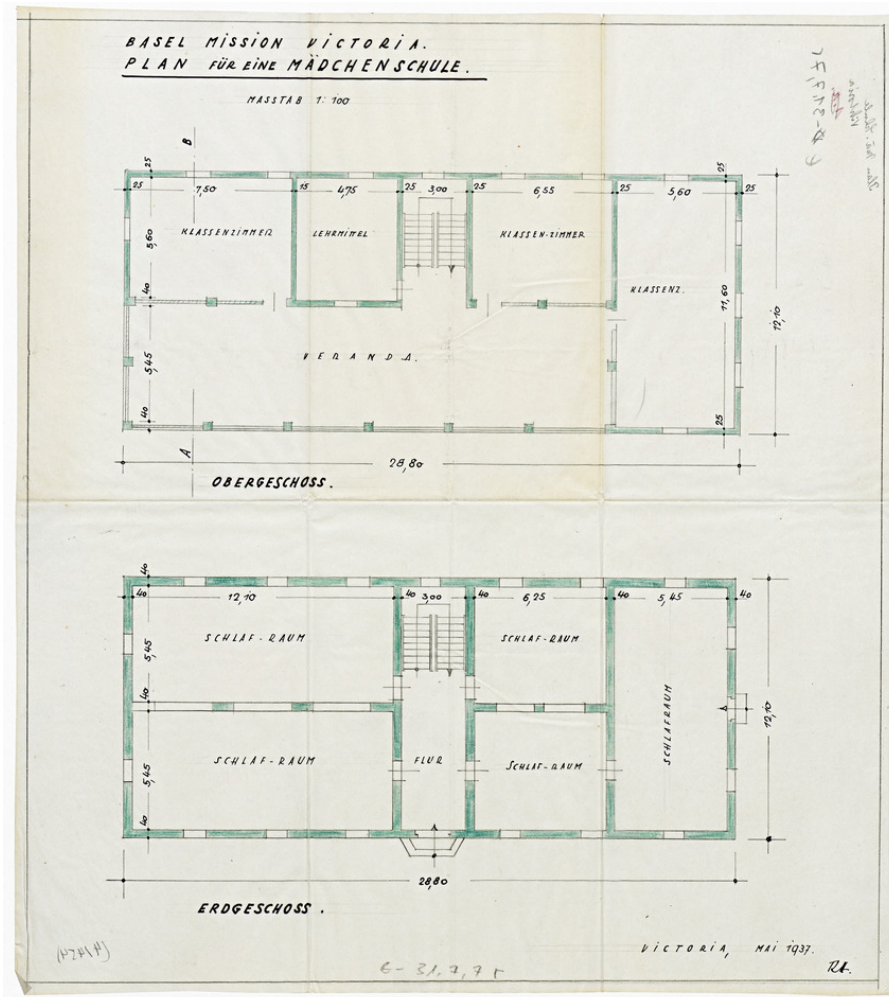 BASEL MISSION VICTORIA.
PLAN FÜR EINE MÄDCHENSCHULE.
MASSTAB 1:100
B
25
25
25
7,50
15
4,75
25
3,00
25
6,55
25
5,60
25
5,60
KLASSENZIMMER
LEHRMITTEL
KLASSEN-ZIMMER
KLASSENZ.
40
11,60
12,10
VERANDA.
5,45
40
25
A
28,80
OBERGESCHOSS.
40
40
12,10
40
3,00
40
6,25
40
5,45
40
5,45
SCHLAF-RAUM
SCHLAF-RAUM
SCHLAFRAUM
40
12,10
5,45
SCHLAF-RAUM
FLUR
SCHLAF-RAUM
40
28,80
ERDGESCHOSS.
VICTORIA, MAI 1937.